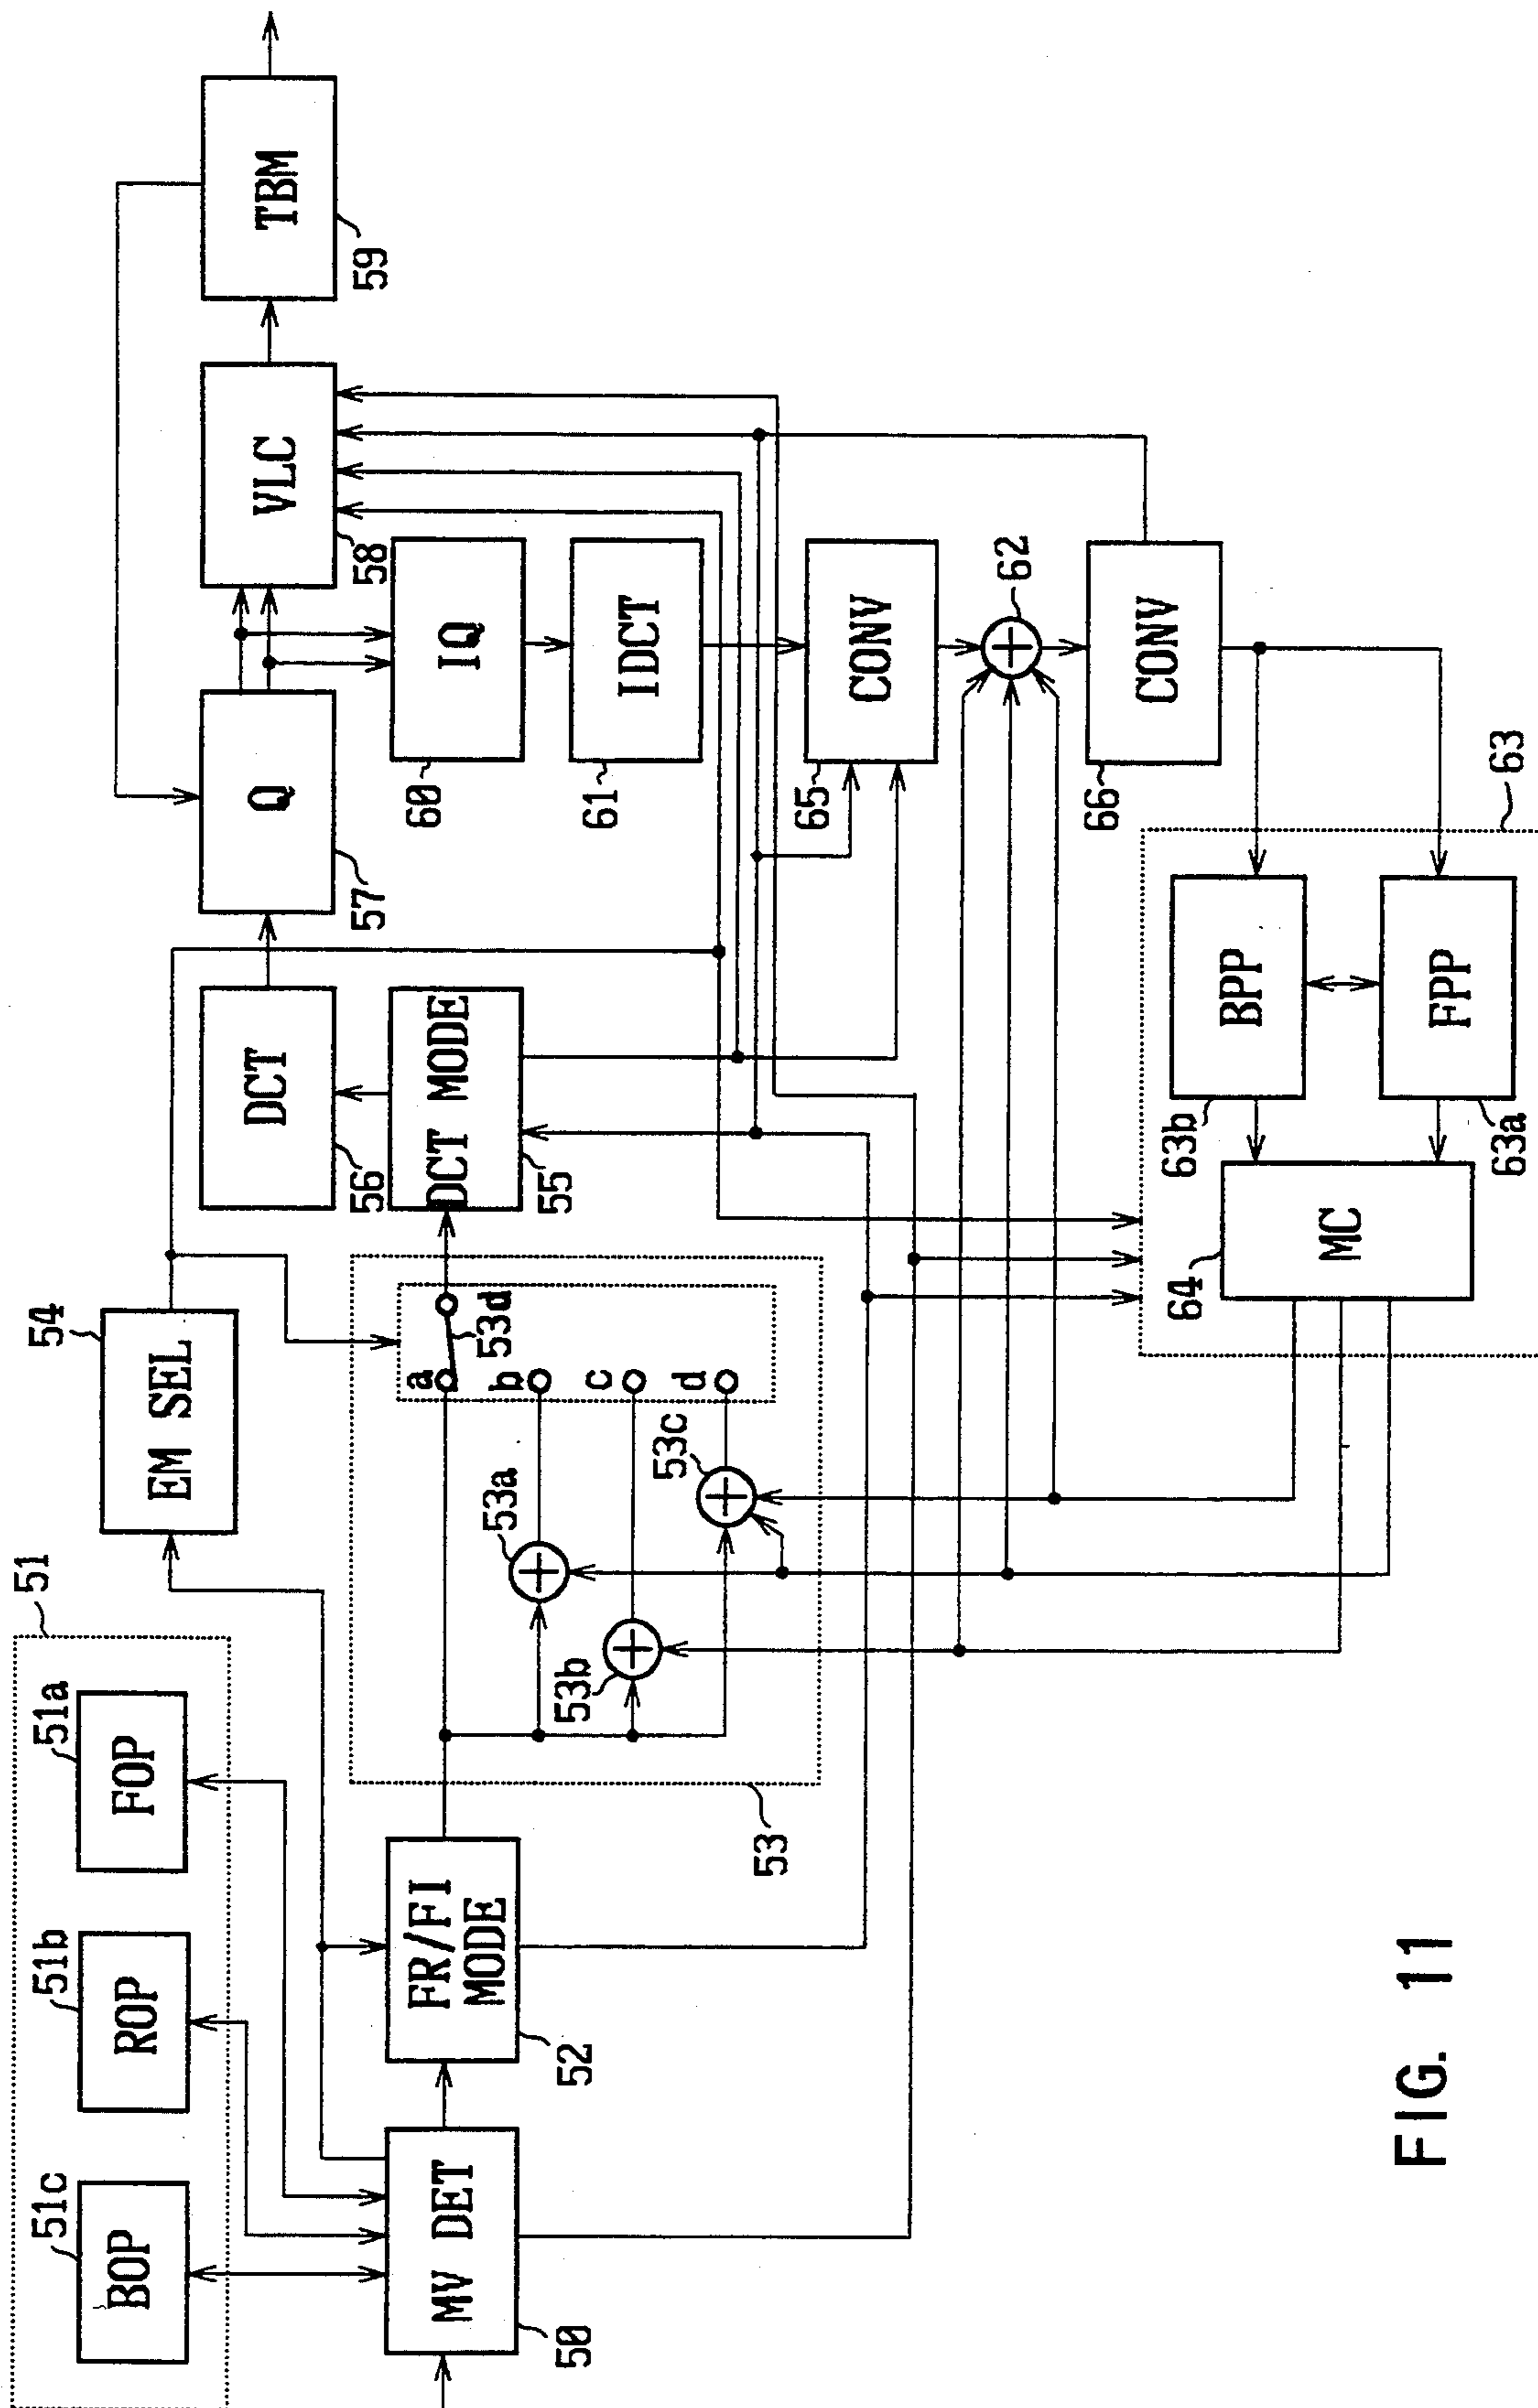 51
51c
BOP
51b
ROP
51a
FOP
54
EM SEL
MV DET
50
FR/FI
MODE
52
53
53a
53b
53c
53d
a
b
c
d
DCT MODE
55
DCT
56
Q
57
VLC
58
TBM
59
IQ
60
IDCT
61
CONV
65
62
CONV
66
63
BPP
63b
FPP
63a
MC
64
FIG. 11